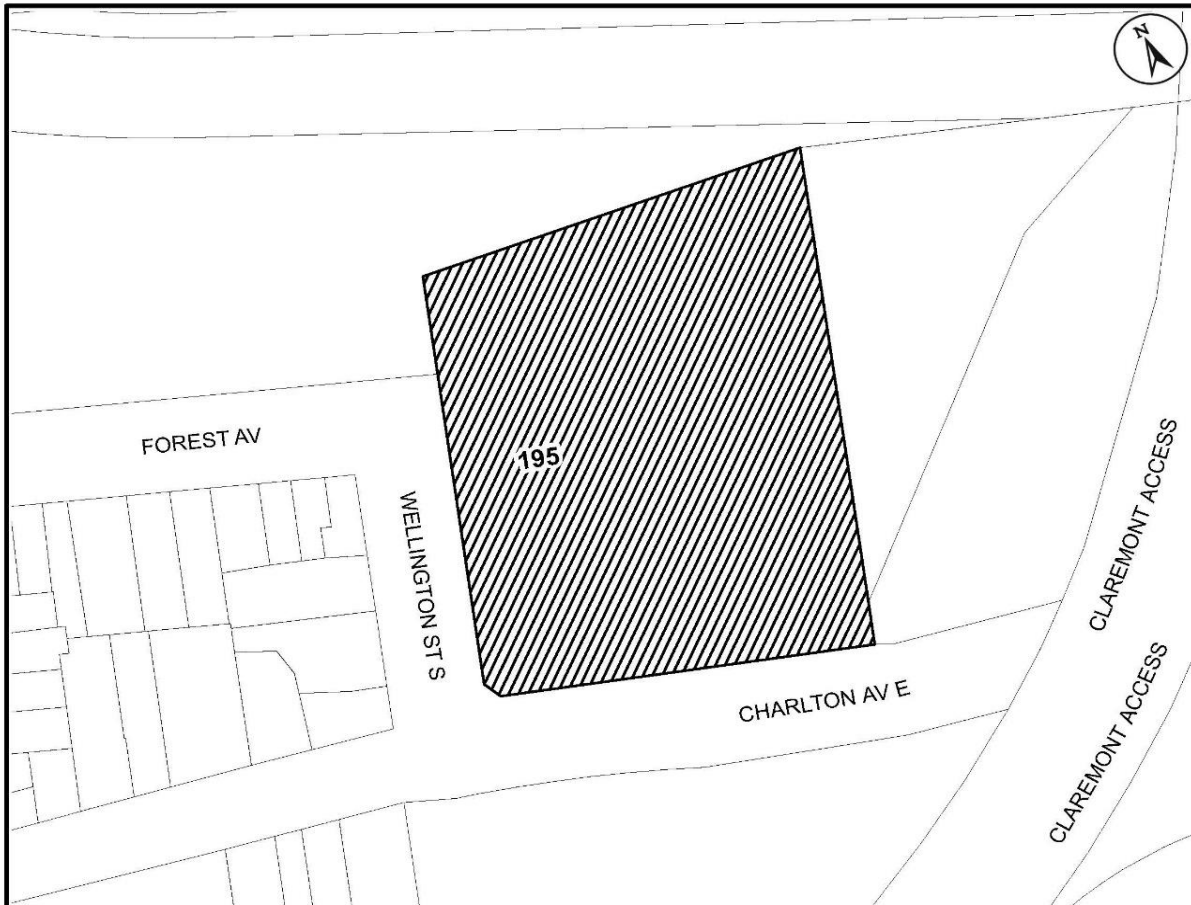 N
FOREST AV
195
WELLINGTON ST S
CLAREMONT ACCESS
CHARLTON AV E
CLAREMONT ACCESS